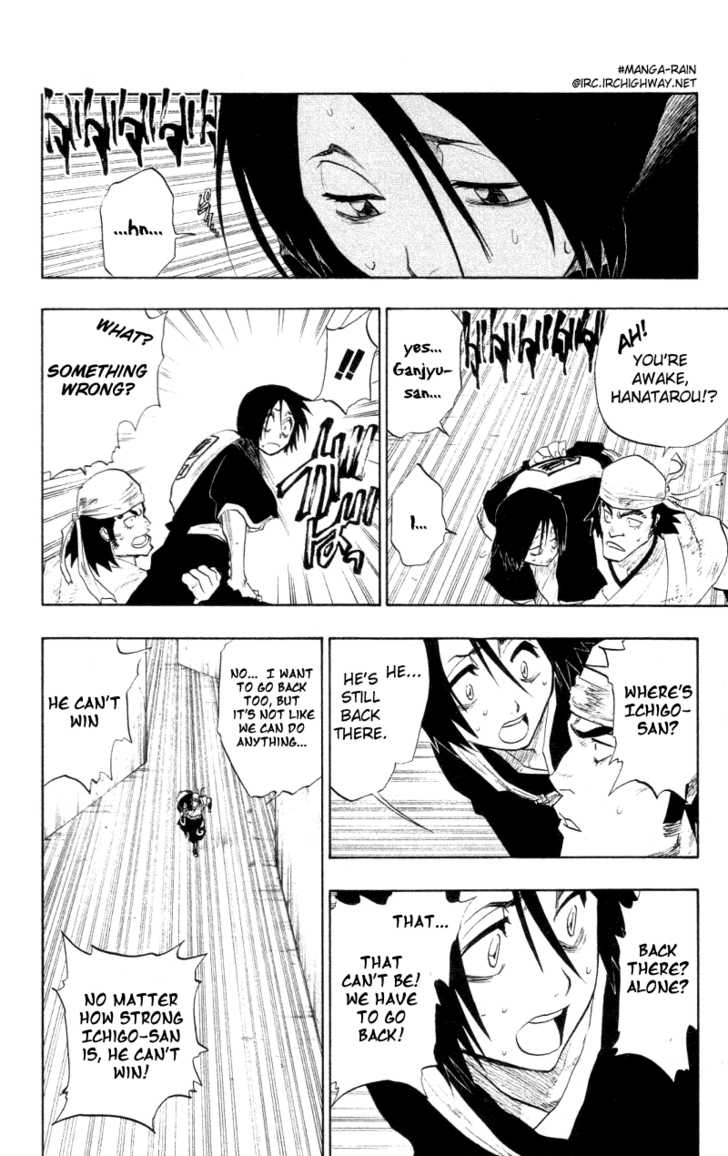 #MANGA-RAIN
@IRC.IRCHIGHWAY.NET
...hn...
AH!
YOU'RE
AWAKE,
HANATAROU!?
yes...
Ganjyu-
san...
I...
!!
WHAT?
SOMETHING
WRONG?
WHERE'S
ICHIGO-
SAN?
HE...
HE'S
STILL
BACK
THERE.
BACK
THERE?
ALONE?
THAT...
THAT
CAN'T BE!
WE HAVE
TO GO
BACK!
NO... I WANT
TO GO BACK
TOO, BUT
IT'S NOT LIKE
WE CAN DO
ANYTHING...
HE CAN'T
WIN
NO MATTER
HOW STRONG
ICHIGO-SAN
IS, HE CAN'T
WIN!